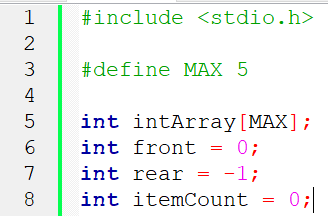 1 #include <stdio.h>
2
3 #define MAX 5
4
5 int intArray[MAX];
6 int front = 0;
7 int rear = -1;
8 int itemCount = 0;